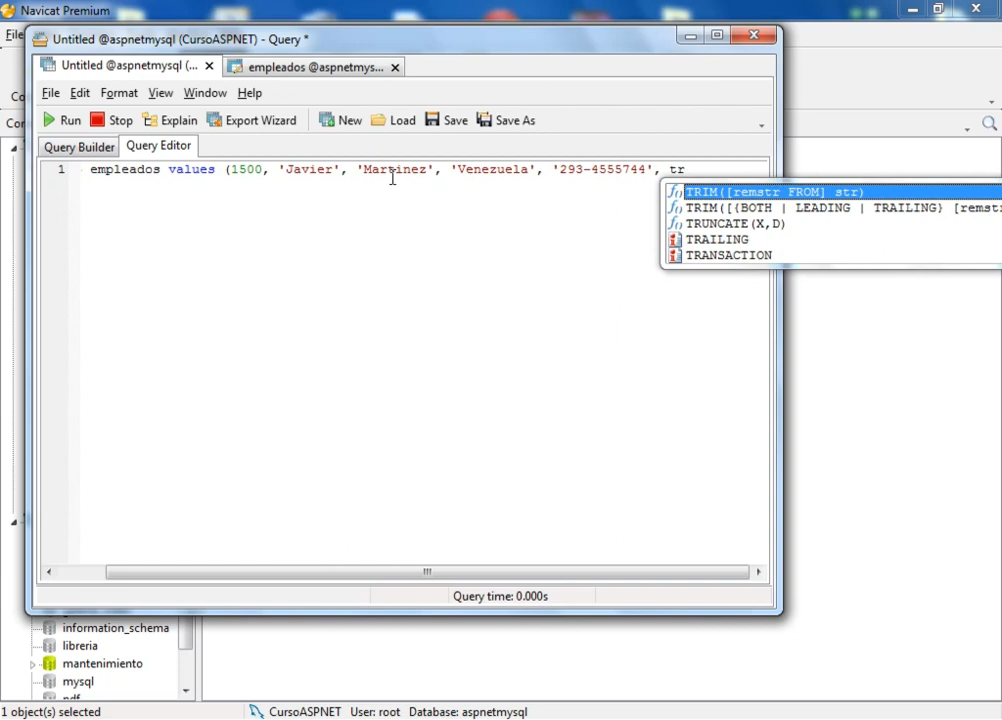 Navicat Premium
File
Untitled @aspnetmysql (CursoASPNET) - Query *
Untitled @aspnetmysql (...
empleados @aspnetmys...
File Edit Format View Window Help
Run Stop Explain Export Wizard New Load Save Save As
Query Builder Query Editor
1 empleados values (1500, 'Javier', 'Martinez', 'Venezuela', '293-4555744', tr
TRIM([remstr FROM] str)
TRIM([{BOTH | LEADING | TRAILING} [remst
TRUNCATE(X,D)
TRAILING
TRANSACTION
Query time: 0.000s
information_schema
libreria
mantenimiento
mysql
1 object(s) selected CursoASPNET User: root Database: aspnetmysql